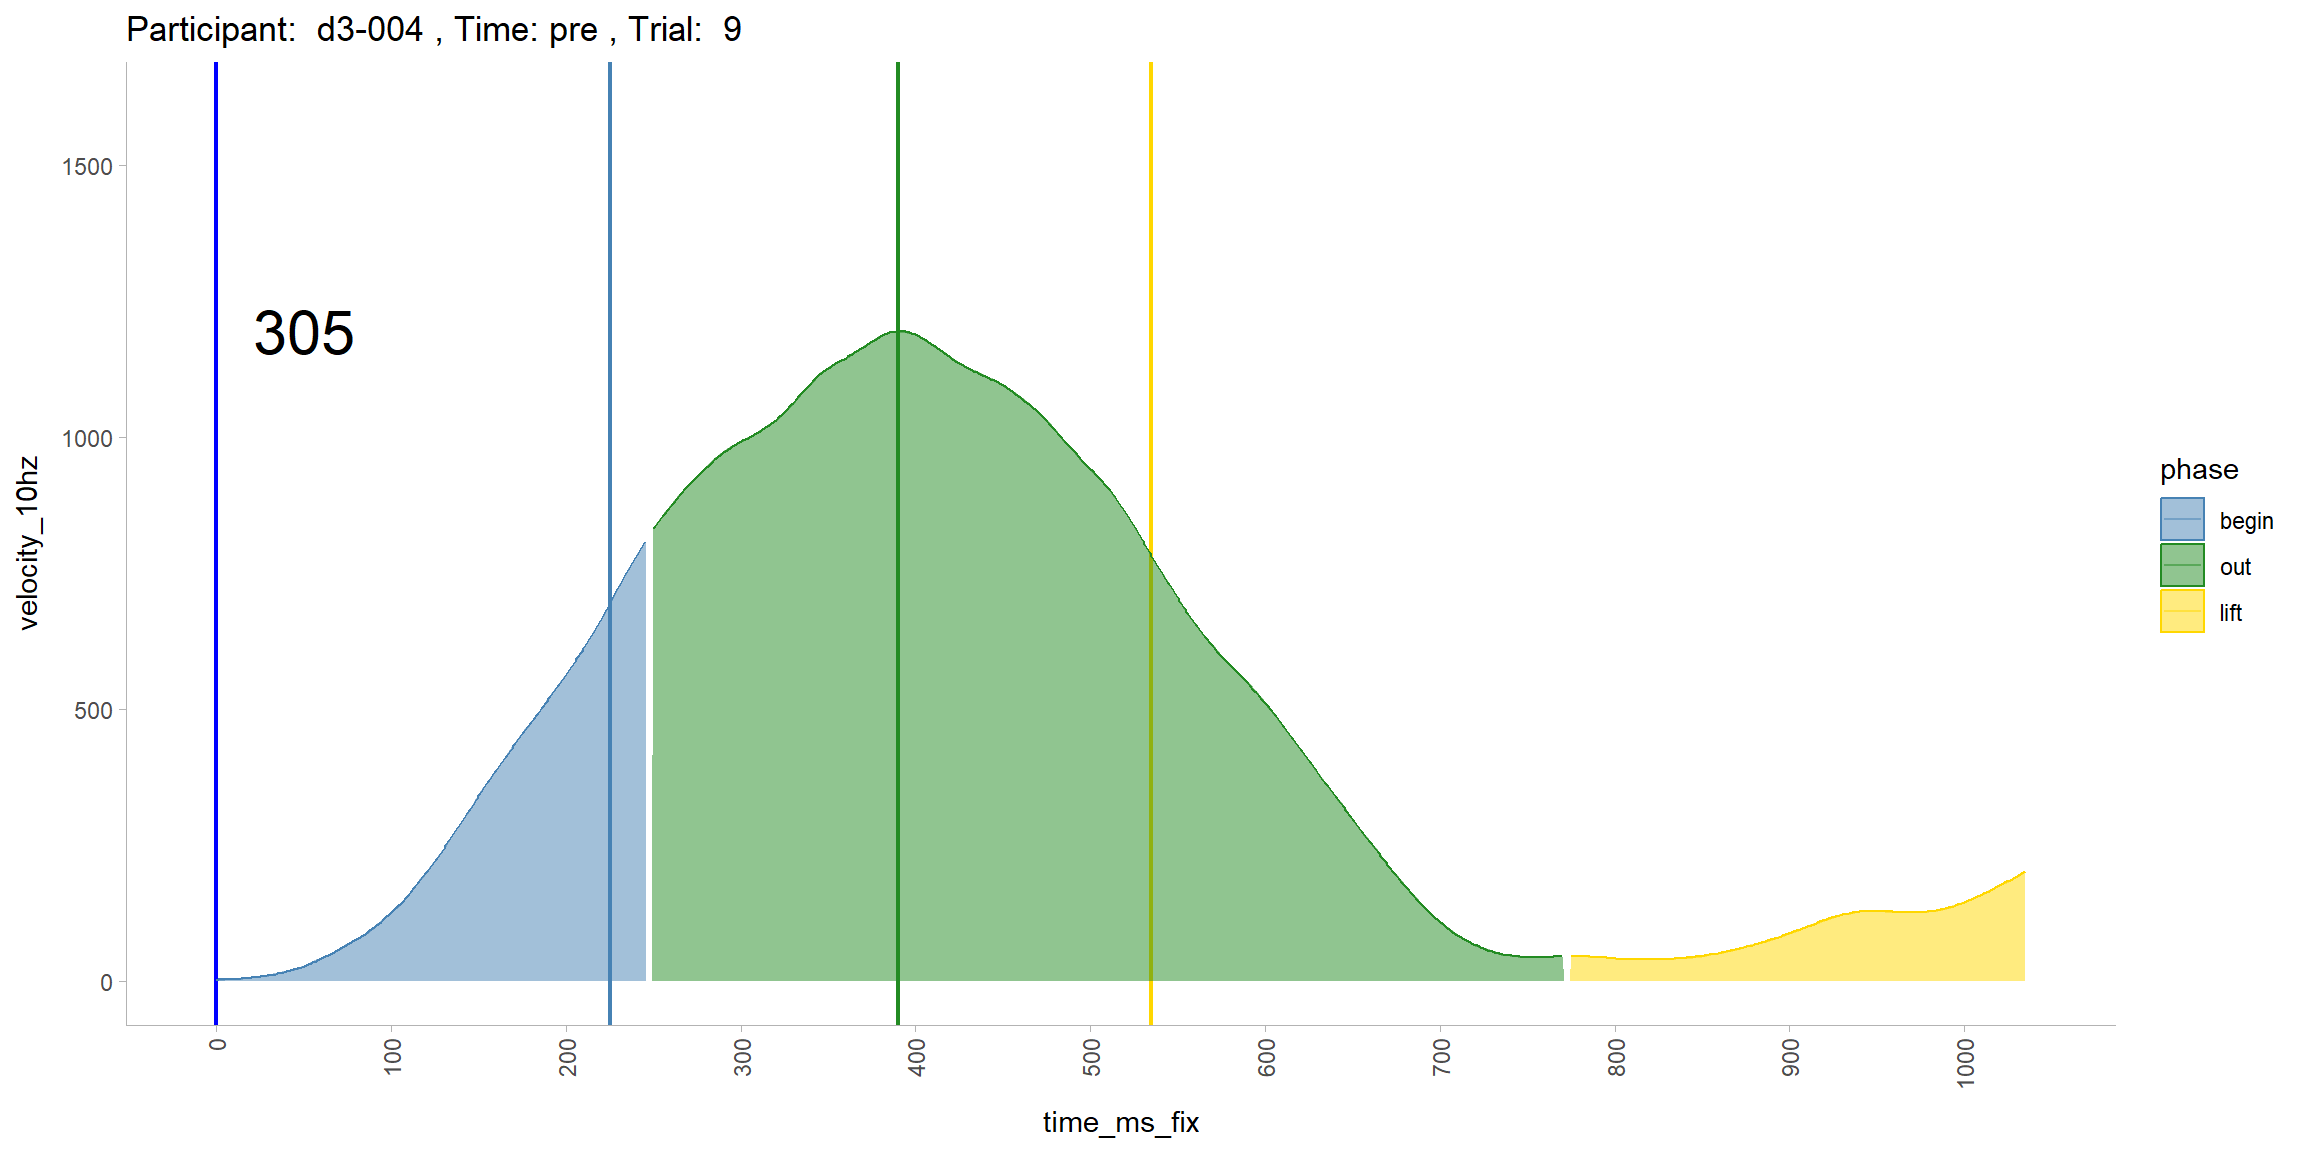 Participant:  d3-004 , Time: pre , Trial:  9
1500
1000
500
0
velocity_10hz
305
0
100
200
300
400
500
600
700
800
900
1000
time_ms_fix
phase
begin
out
lift